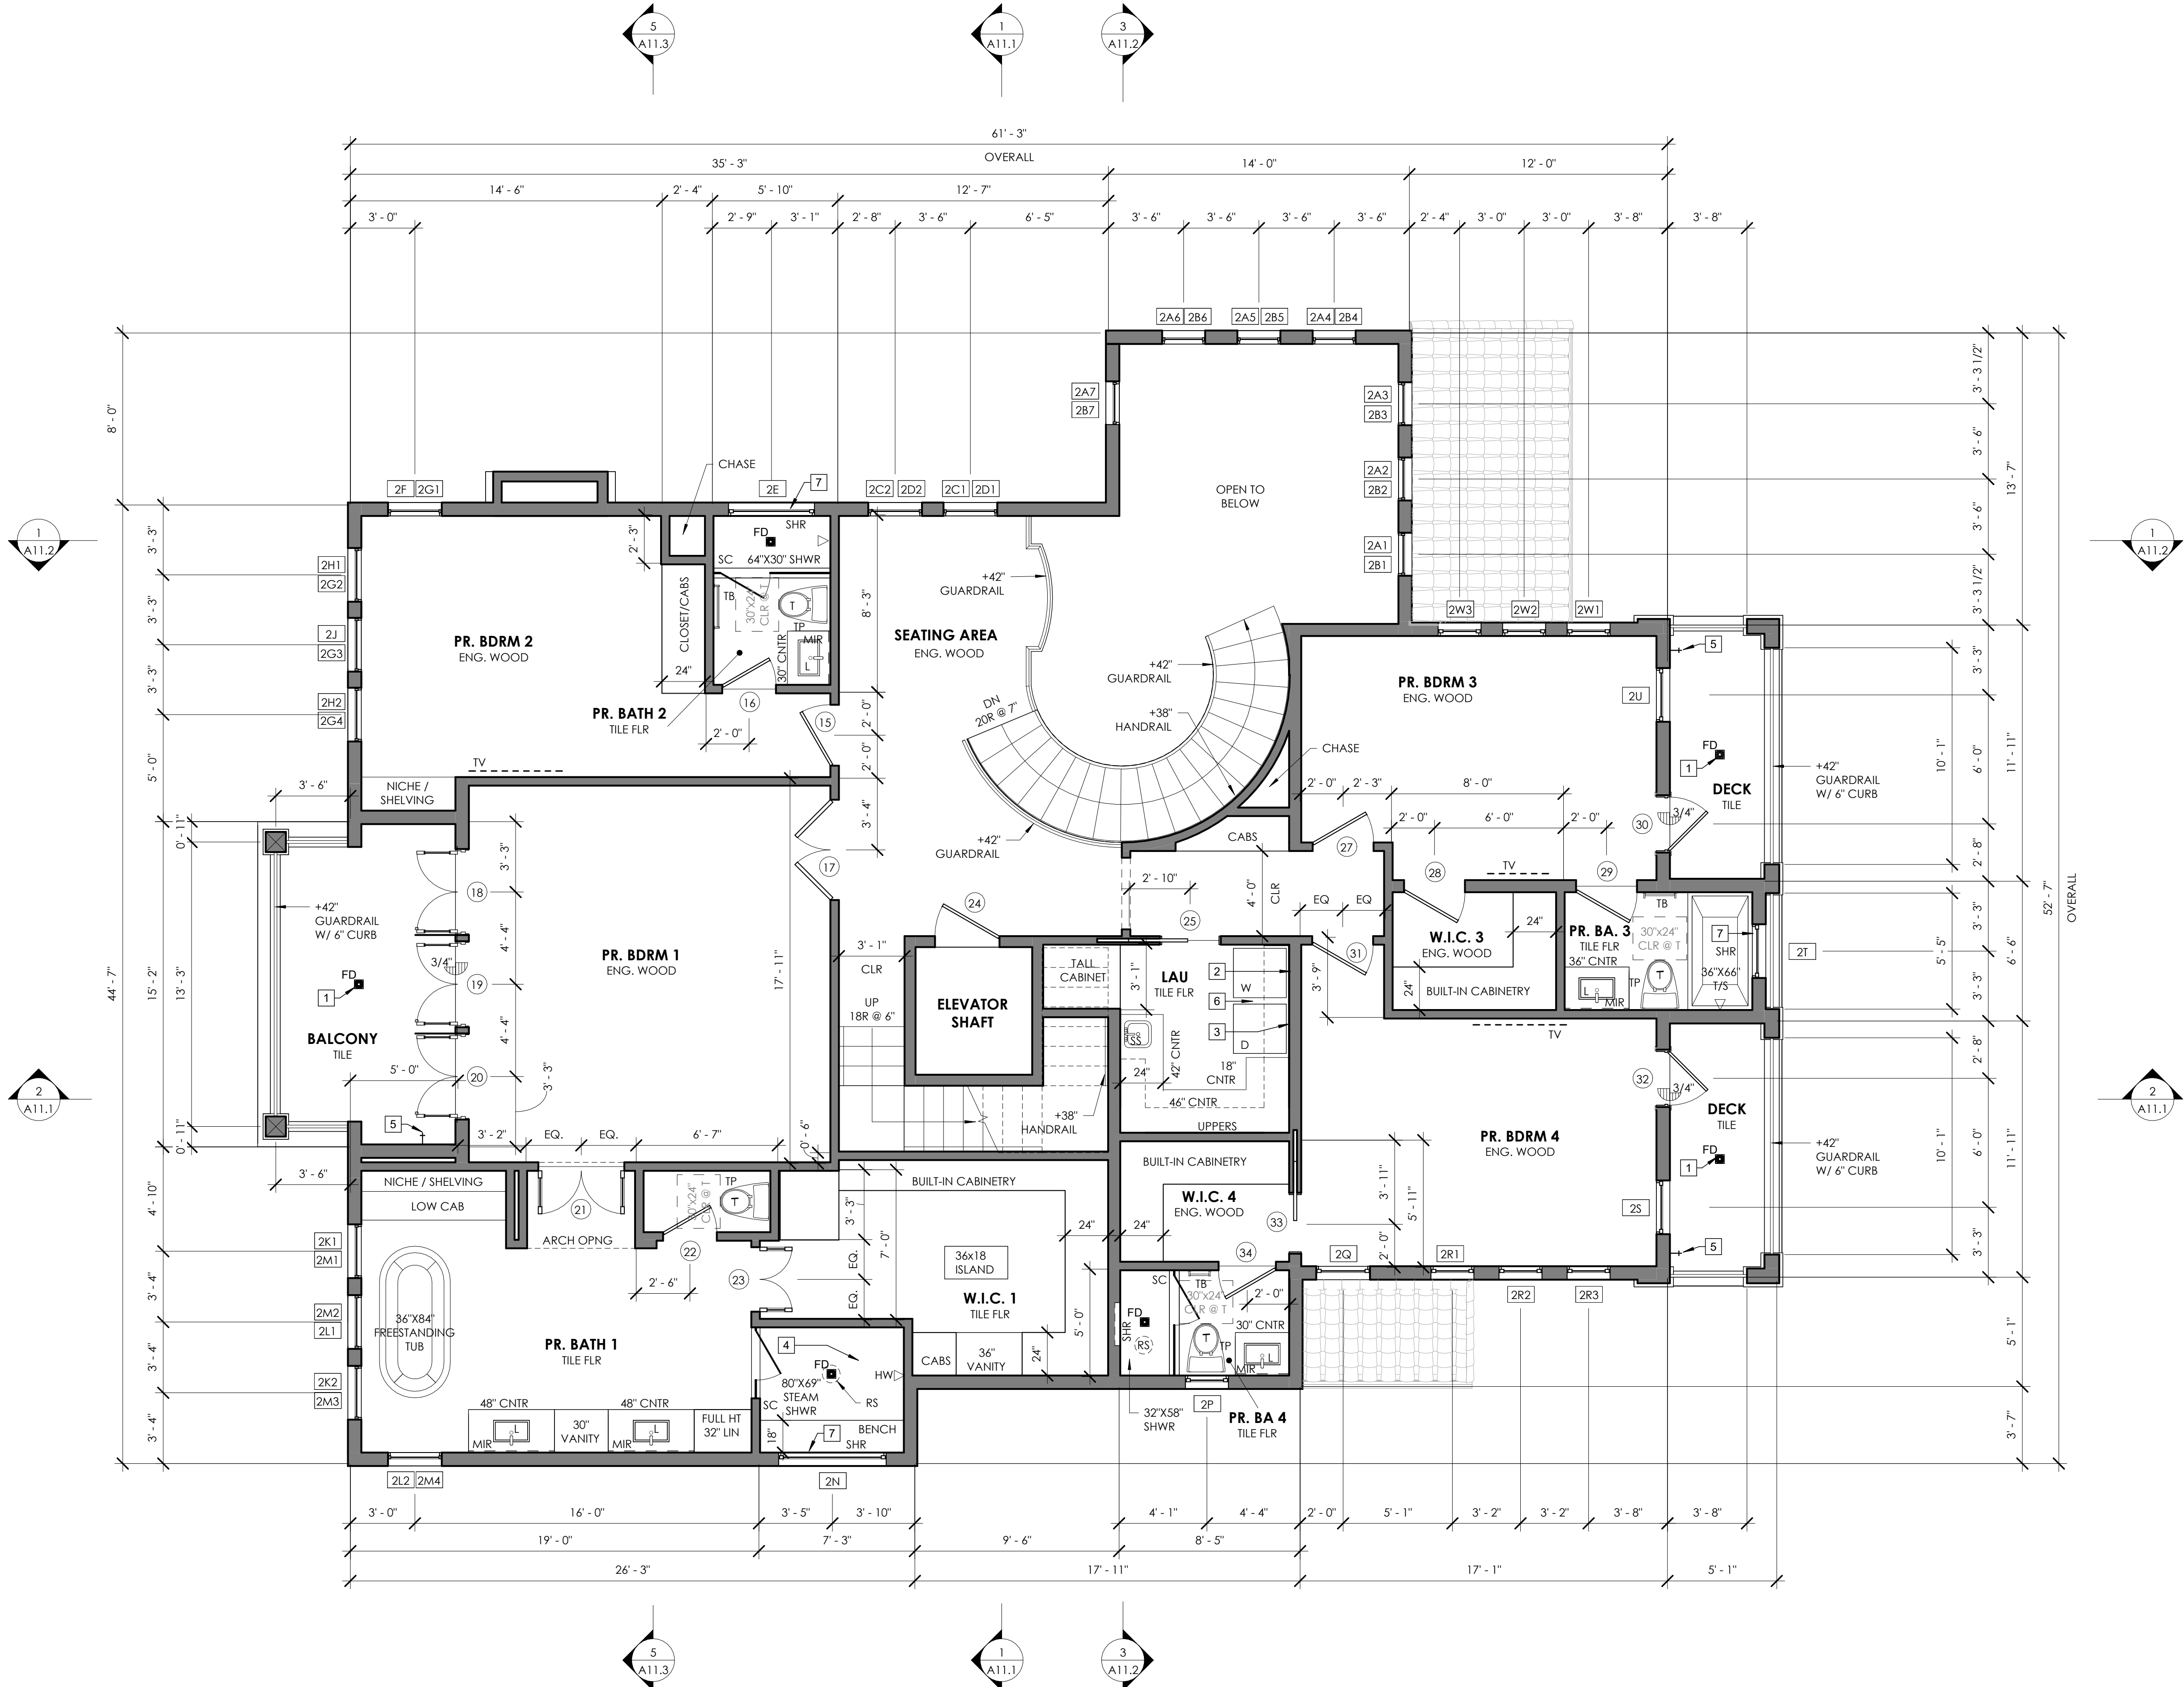 5
A11.3
1
A11.1
3
A11.2
61' - 3"
OVERALL
35' - 3"
14' - 0"
12' - 0"
14' - 6"
2' - 4"
5' - 10"
12' - 7"
3' - 0"
2' - 9"
3' - 1"
2' - 8"
3' - 6"
6' - 5"
3' - 6"
3' - 6"
3' - 6"
3' - 6"
2' - 4"
3' - 0"
3' - 0"
3' - 8"
3' - 8"
2A6 2B6
2A5 2B5
2A4 2B4
8' - 0"
2A7
2B7
2A3
2B3
3' - 3 1/2"
3' - 6"
13' - 7"
CHASE
2F 2G1
2E
7
2C2 2D2
2C1 2D1
2A2
2B2
OPEN TO
BELOW
3' - 6"
1
A11.2
1
A11.2
3' - 3"
2' - 3"
FD
SHR
SC
64"X30" SHWR
2A1
2B1
2H1
2G2
+42"
GUARDRAIL
3' - 3 1/2"
CLOSET/CABS
TB
30"x24"
CLR @ T
T
TP
8' - 3"
2W3
2W2
2W1
3' - 3"
2J
2G3
PR. BDRM 2
ENG. WOOD
MIR
L
30" CNTR
SEATING AREA
ENG. WOOD
5
3' - 3"
24"
+42"
GUARDRAIL
PR. BDRM 3
ENG. WOOD
2U
10' - 1"
6' - 0"
11' - 11"
52' - 7"
OVERALL
3' - 3"
2H2
2G4
PR. BATH 2
TILE FLR
16
15
2' - 0"
2' - 0"
DN
20R @ 7"
+38"
HANDRAIL
CHASE
FD
1
DECK
TILE
+42"
GUARDRAIL
W/ 6" CURB
5' - 0"
TV
2' - 0"
NICHE /
SHELVING
3' - 6"
2' - 0"
2' - 3"
8' - 0"
2' - 0"
6' - 0"
2' - 0"
30
3/4"
0' - 11"
3' - 3"
3' - 4"
+42"
GUARDRAIL
CABS
27
TV
28
29
2' - 8"
17
18
2' - 10"
4' - 0"
CLR
EQ
EQ
TB
+42"
GUARDRAIL
W/ 6" CURB
24
25
24"
W.I.C. 3
ENG. WOOD
PR. BA. 3
TILE FLR
36" CNTR
30"x24"
CLR @ T
7
SHR
2T
3' - 3"
5' - 5"
6' - 6"
4' - 4"
3/4"
PR. BDRM 1
ENG. WOOD
17' - 11"
3' - 1"
CLR
TALL
CABINET
LAU
TILE FLR
3' - 1"
2
W
6
31
3' - 9"
24"
BUILT-IN CABINETRY
L
MIR
TP
T
36"X66"
T/S
3' - 3"
44' - 7"
15' - 2"
13' - 3"
FD
1
19
UP
18R @ 6"
ELEVATOR
SHAFT
3
D
SS
42" CNTR
TV
BALCONY
TILE
4' - 4"
5' - 0"
20
3' - 3"
24"
18"
CNTR
46" CNTR
UPPERS
32
3/4"
2' - 8"
DECK
TILE
2
A11.1
2
A11.1
5
0' - 11"
3' - 2"
EQ.
EQ.
6' - 7"
0' - 6"
+38"
HANDRAIL
PR. BDRM 4
ENG. WOOD
FD
1
+42"
GUARDRAIL
W/ 6" CURB
10' - 1"
6' - 0"
11' - 11"
3' - 6"
NICHE / SHELVING
LOW CAB
21
ARCH OPNG
30"x24"
CLR @ T
TP
T
22
3' - 3"
BUILT-IN CABINETRY
BUILT-IN CABINETRY
W.I.C. 4
ENG. WOOD
33
3' - 11"
5' - 11"
2' - 0"
2S
4' - 10"
2K1
2M1
2' - 6"
23
EQ.
EQ.
7' - 0"
24"
24"
34
2Q
2R1
5
3' - 3"
3' - 4"
36"X84"
FREESTANDING
TUB
36x18
ISLAND
W.I.C. 1
TILE FLR
5' - 0"
SC
TB
30"x24"
CLR @ T
2' - 0"
2R2
2R3
2M2
2L1
PR. BATH 1
TILE FLR
4
FD
SHR
RS
T
TP
30" CNTR
MIR
L
5' - 1"
3' - 4"
2K2
2M3
80"X69"
STEAM
SHWR
FD
HW
RS
CABS
36"
VANITY
24"
3' - 4"
48" CNTR
MIR
L
30"
VANITY
48" CNTR
MIR
L
FULL HT
32" LIN
SC
18"
BENCH
7
SHR
32"X58"
SHWR
2P
PR. BA 4
TILE FLR
3' - 7"
2L2 2M4
2N
3' - 0"
16' - 0"
3' - 5"
3' - 10"
4' - 1"
4' - 4"
2' - 0"
5' - 1"
3' - 2"
3' - 2"
3' - 8"
3' - 8"
19' - 0"
7' - 3"
9' - 6"
8' - 5"
26' - 3"
17' - 11"
17' - 1"
5' - 1"
5
A11.3
1
A11.1
3
A11.2